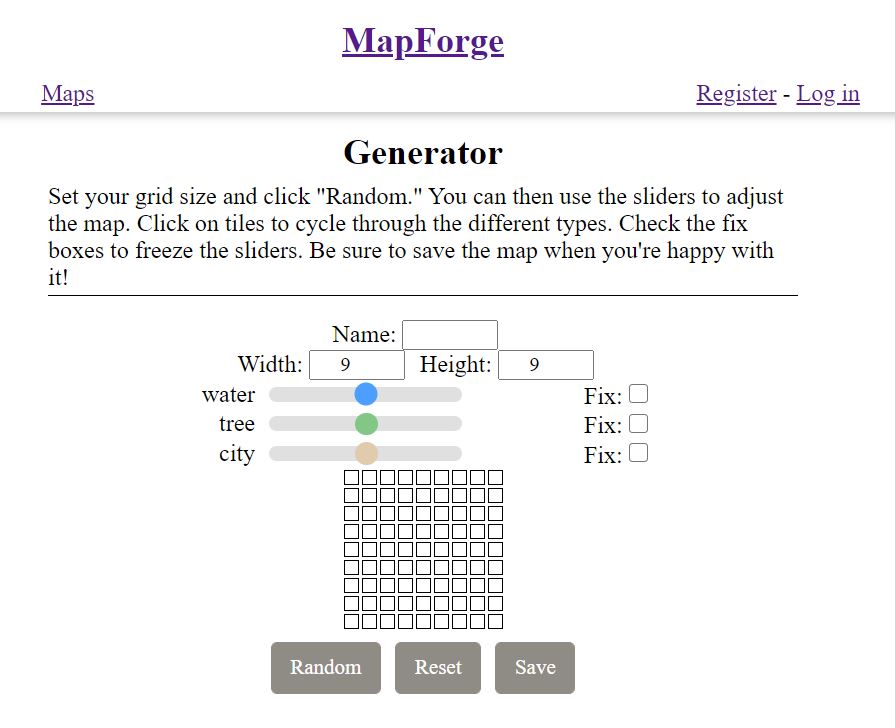 MapForge
Maps Register - Log in
Generator
Set your grid size and click "Random." You can then use the sliders to adjust
the map. Click on tiles to cycle through the different types. Check the fix
boxes to freeze the sliders. Be sure to save the map when you're happy with
it!
Name:
Width: 9 Height: 9
water Fix:
tree Fix:
city Fix:
Random Reset Save